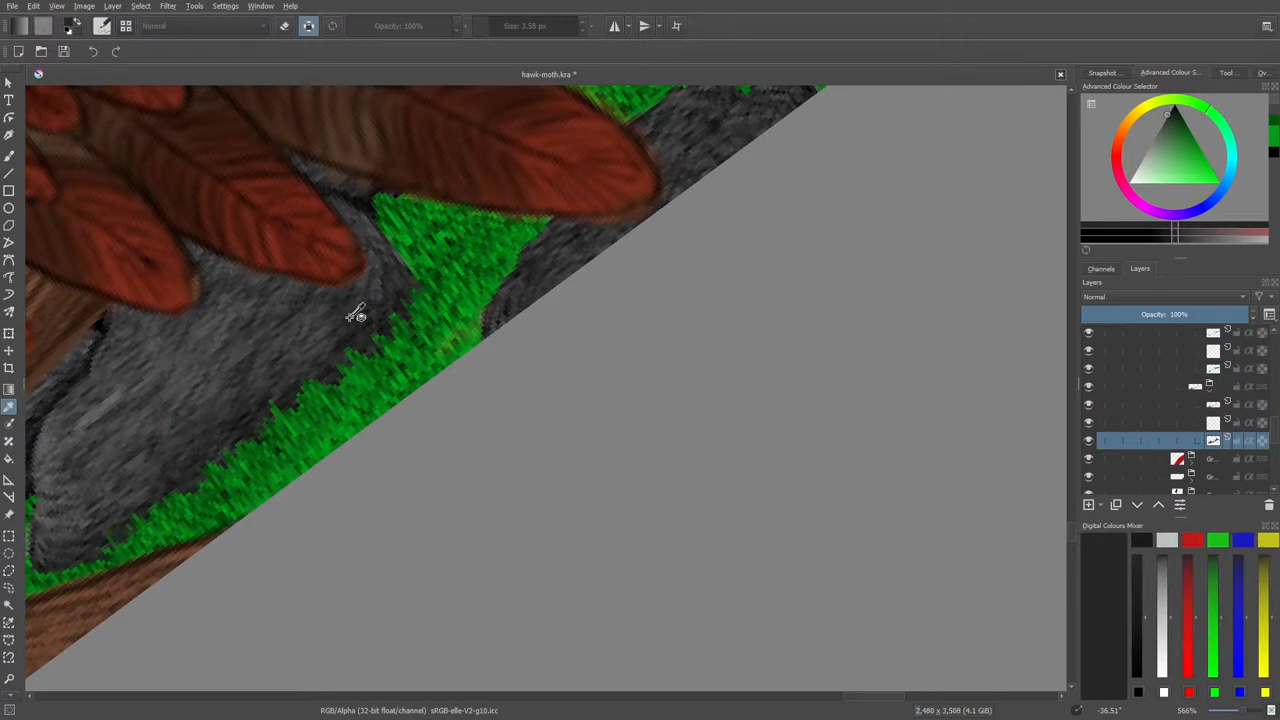 File Edit View Image Layer Select Filter Tools Settings Window Help
Normal Opacity: 100% Size: 3.58 px
hawk-moth.kra *
Snapshot ... Advanced Colour S... Tool ... Ov...
Advanced Colour Selector
Channels Layers
Layers
Normal
Opacity: 100%
Gr...
Gr...
Digital Colours Mixer
RGB/Alpha (32-bit float/channel) sRGB-elle-V2-g10.icc 2,480 x 3,508 (4.1 GiB) -36.51° 566%